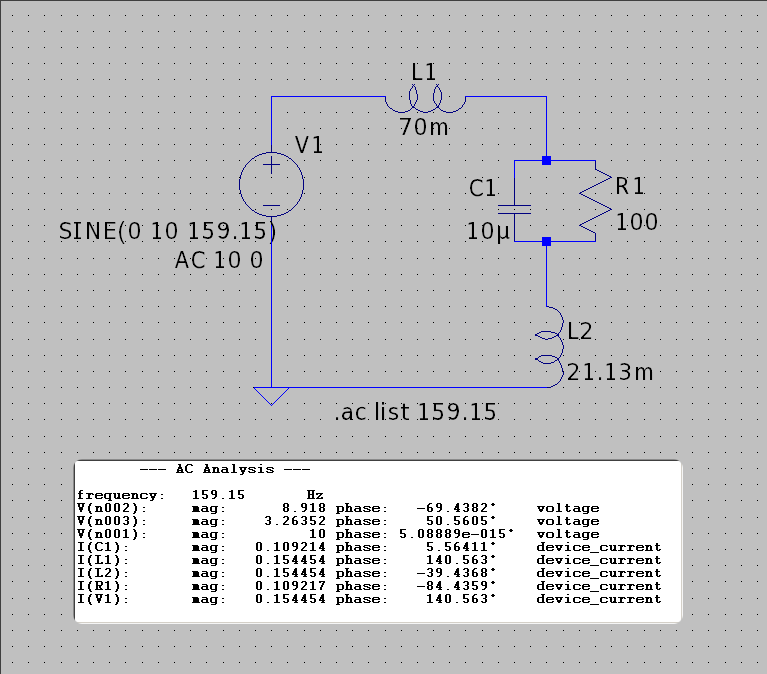 L1
70m
V1
C1
R1
100
10µ
SINE(0 10 159.15)
AC 10 0
L2
21.13m
.ac list 159.15
--- AC Analysis ---
frequency: 159.15 Hz
V(n002): mag: 8.918 phase: -69.4382° voltage
V(n003): mag: 3.26352 phase: 50.5605° voltage
V(n001): mag: 10 phase: 5.08889e-015° voltage
I(C1): mag: 0.109214 phase: 5.56411° device_current
I(L1): mag: 0.154454 phase: 140.563° device_current
I(L2): mag: 0.154454 phase: -39.4368° device_current
I(R1): mag: 0.109217 phase: -84.4359° device_current
I(V1): mag: 0.154454 phase: 140.563° device_current